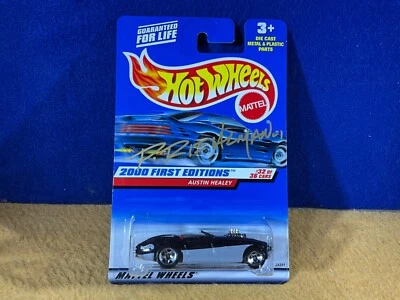 GUARANTEED
FOR LIFE
3+
DIE CAST
METAL & PLASTIC
PARTS
Hot Wheels
MATTEL
2000 FIRST EDITIONS™
#32 OF
36 CARS
AUSTIN HEALEY
MATTEL WHEELS